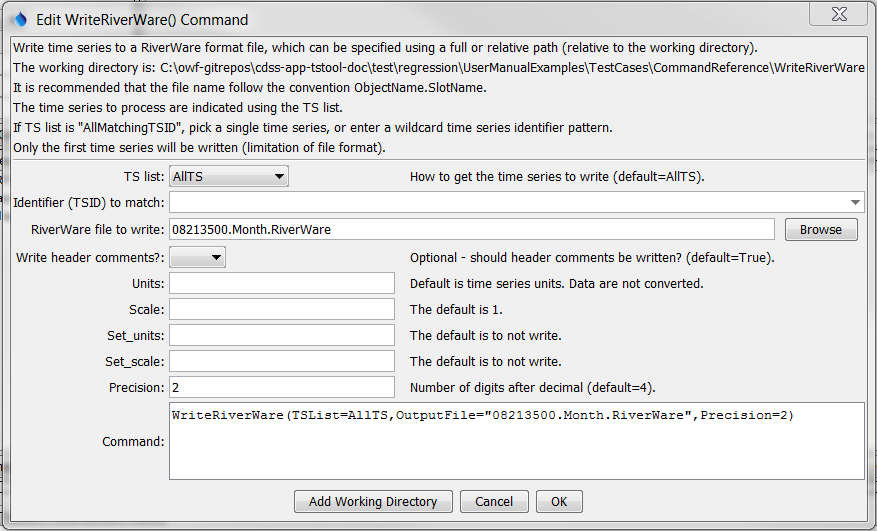 Edit WriteRiverWare() Command
Write time series to a RiverWare format file, which can be specified using a full or relative path (relative to the working directory).
The working directory is: C:\owf-gitrepos\cdss-app-tstool-doc\test\regression\UserManualExamples\TestCases\CommandReference\WriteRiverWare
It is recommended that the file name follow the convention ObjectName.SlotName.
The time series to process are indicated using the TS list.
If TS list is "AllMatchingTSID", pick a single time series, or enter a wildcard time series identifier pattern.
Only the first time series will be written (limitation of file format).
TS list: AllTS How to get the time series to write (default=AllTS).
Identifier (TSID) to match:
RiverWare file to write: 08213500.Month.RiverWare Browse
Write header comments?: Optional - should header comments be written? (default=True).
Units: Default is time series units. Data are not converted.
Scale: The default is 1.
Set_units: The default is to not write.
Set_scale: The default is to not write.
Precision: 2 Number of digits after decimal (default=4).
Command: WriteRiverWare(TSList=AllTS,OutputFile="08213500.Month.RiverWare",Precision=2)
Add Working Directory Cancel OK